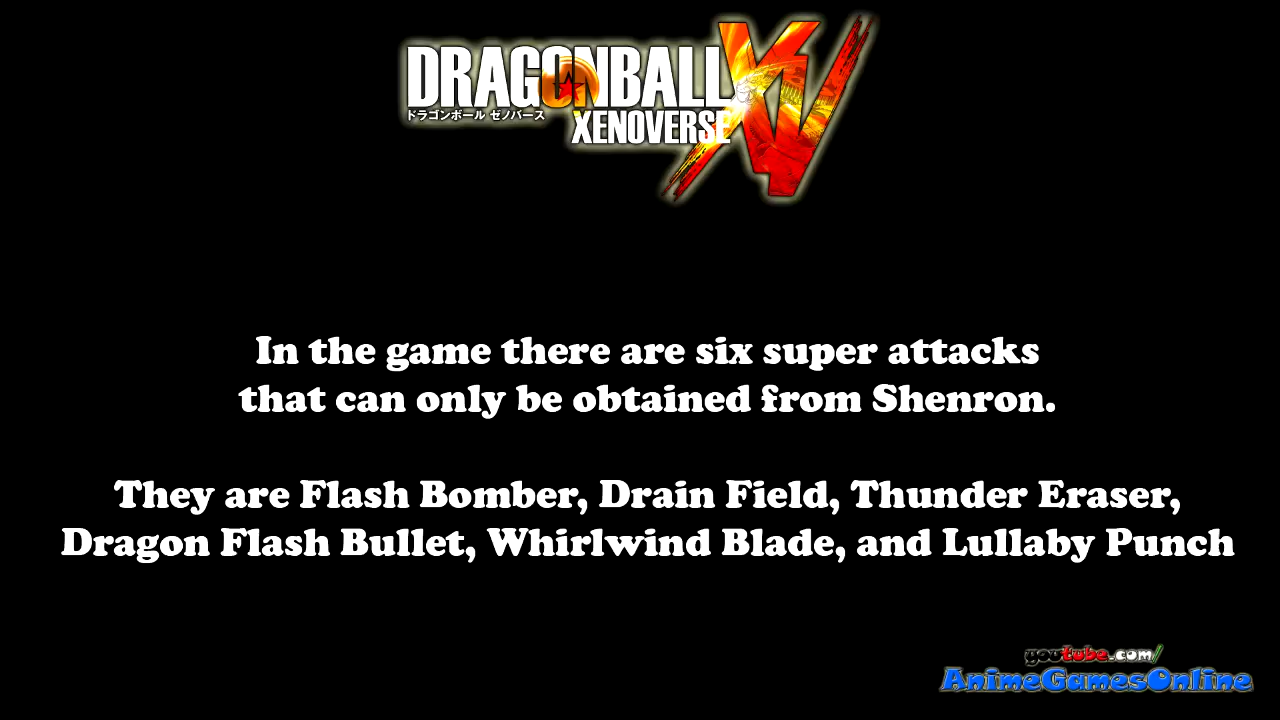 DRAGONBALL
ドラゴンボール ゼノバース
XENOVERSE
XV
In the game there are six super attacks
that can only be obtained from Shenron.
They are Flash Bomber, Drain Field, Thunder Eraser,
Dragon Flash Bullet, Whirlwind Blade, and Lullaby Punch
youtube.com/
AnimeGamesOnline